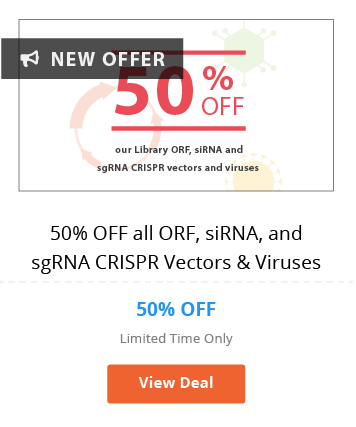 NEW OFFER
50% OFF
our Library ORF, siRNA and
sgRNA CRISPR vectors and viruses
50% OFF all ORF, siRNA, and
sgRNA CRISPR Vectors & Viruses
50% OFF
Limited Time Only
View Deal